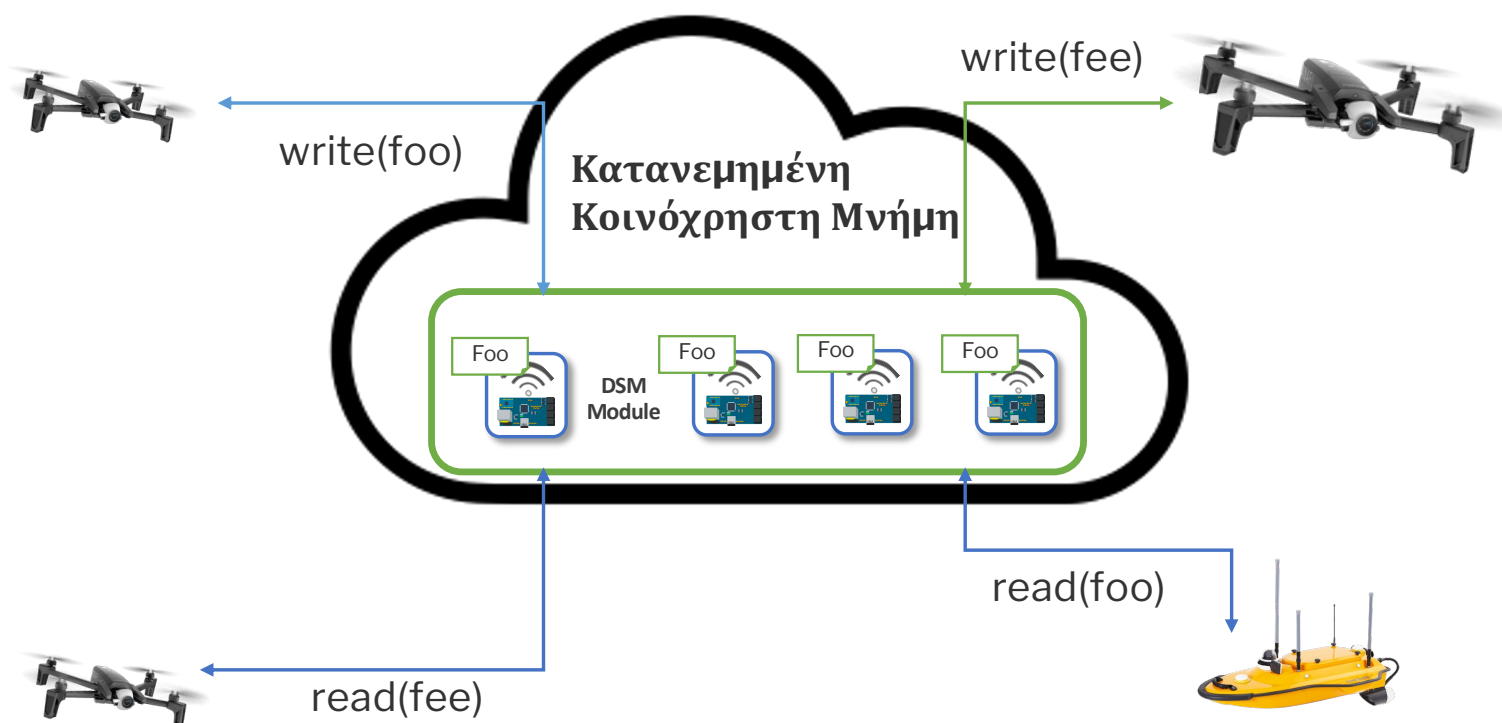 write(fee)
write(foo)
Κατανεμημένη
Κοινόχρηστη Μνήμη
Foo
Foo
Foo
Foo
DSM
Module
read(foo)
read(fee)